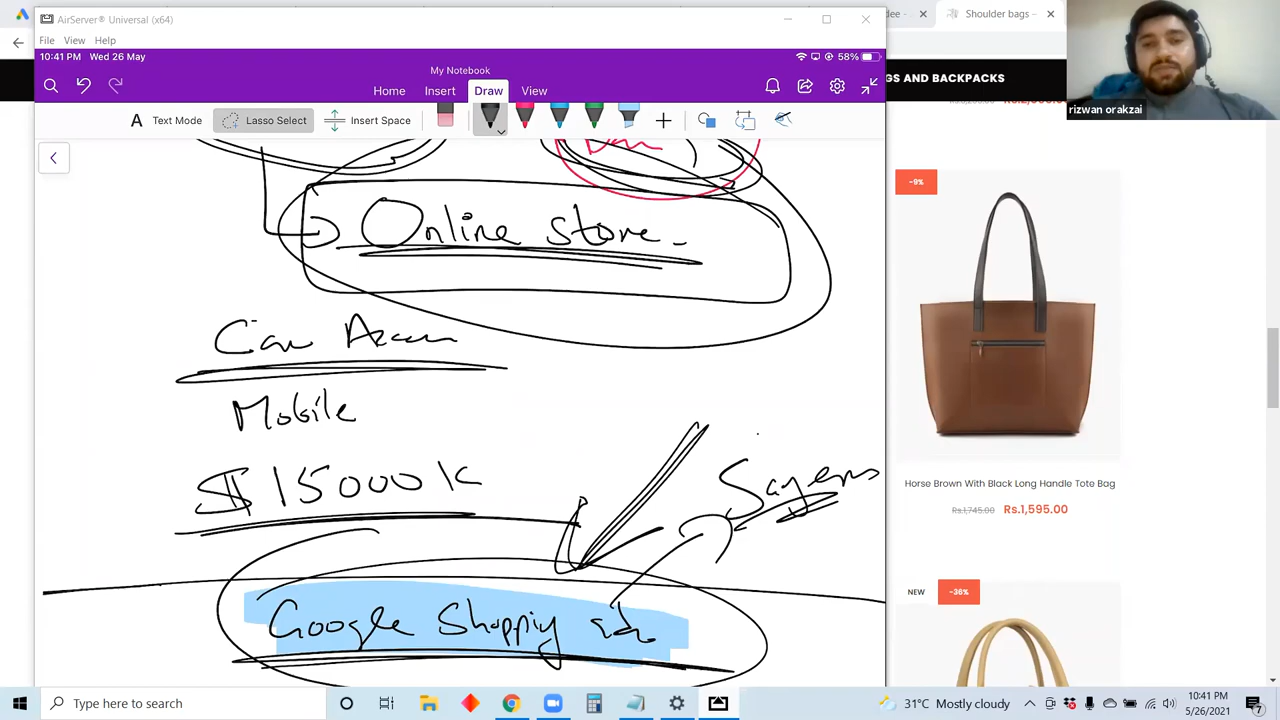 AirServer® Universal (x64)
File View Help
10:41 PM Wed 26 May
58%
My Notebook
Home Insert Draw View
Text Mode Lasso Select Insert Space
Online store.
Mobile
$15000 K
Sayens
Google Shopping ads
Shoulder bags –
GS AND BACKPACKS
rizwan orakzai
-9%
Horse Brown With Black Long Handle Tote Bag
Rs.1,745.00 Rs.1,595.00
NEW -36%
Type here to search
31°C Mostly cloudy
10:41 PM
5/26/2021
7